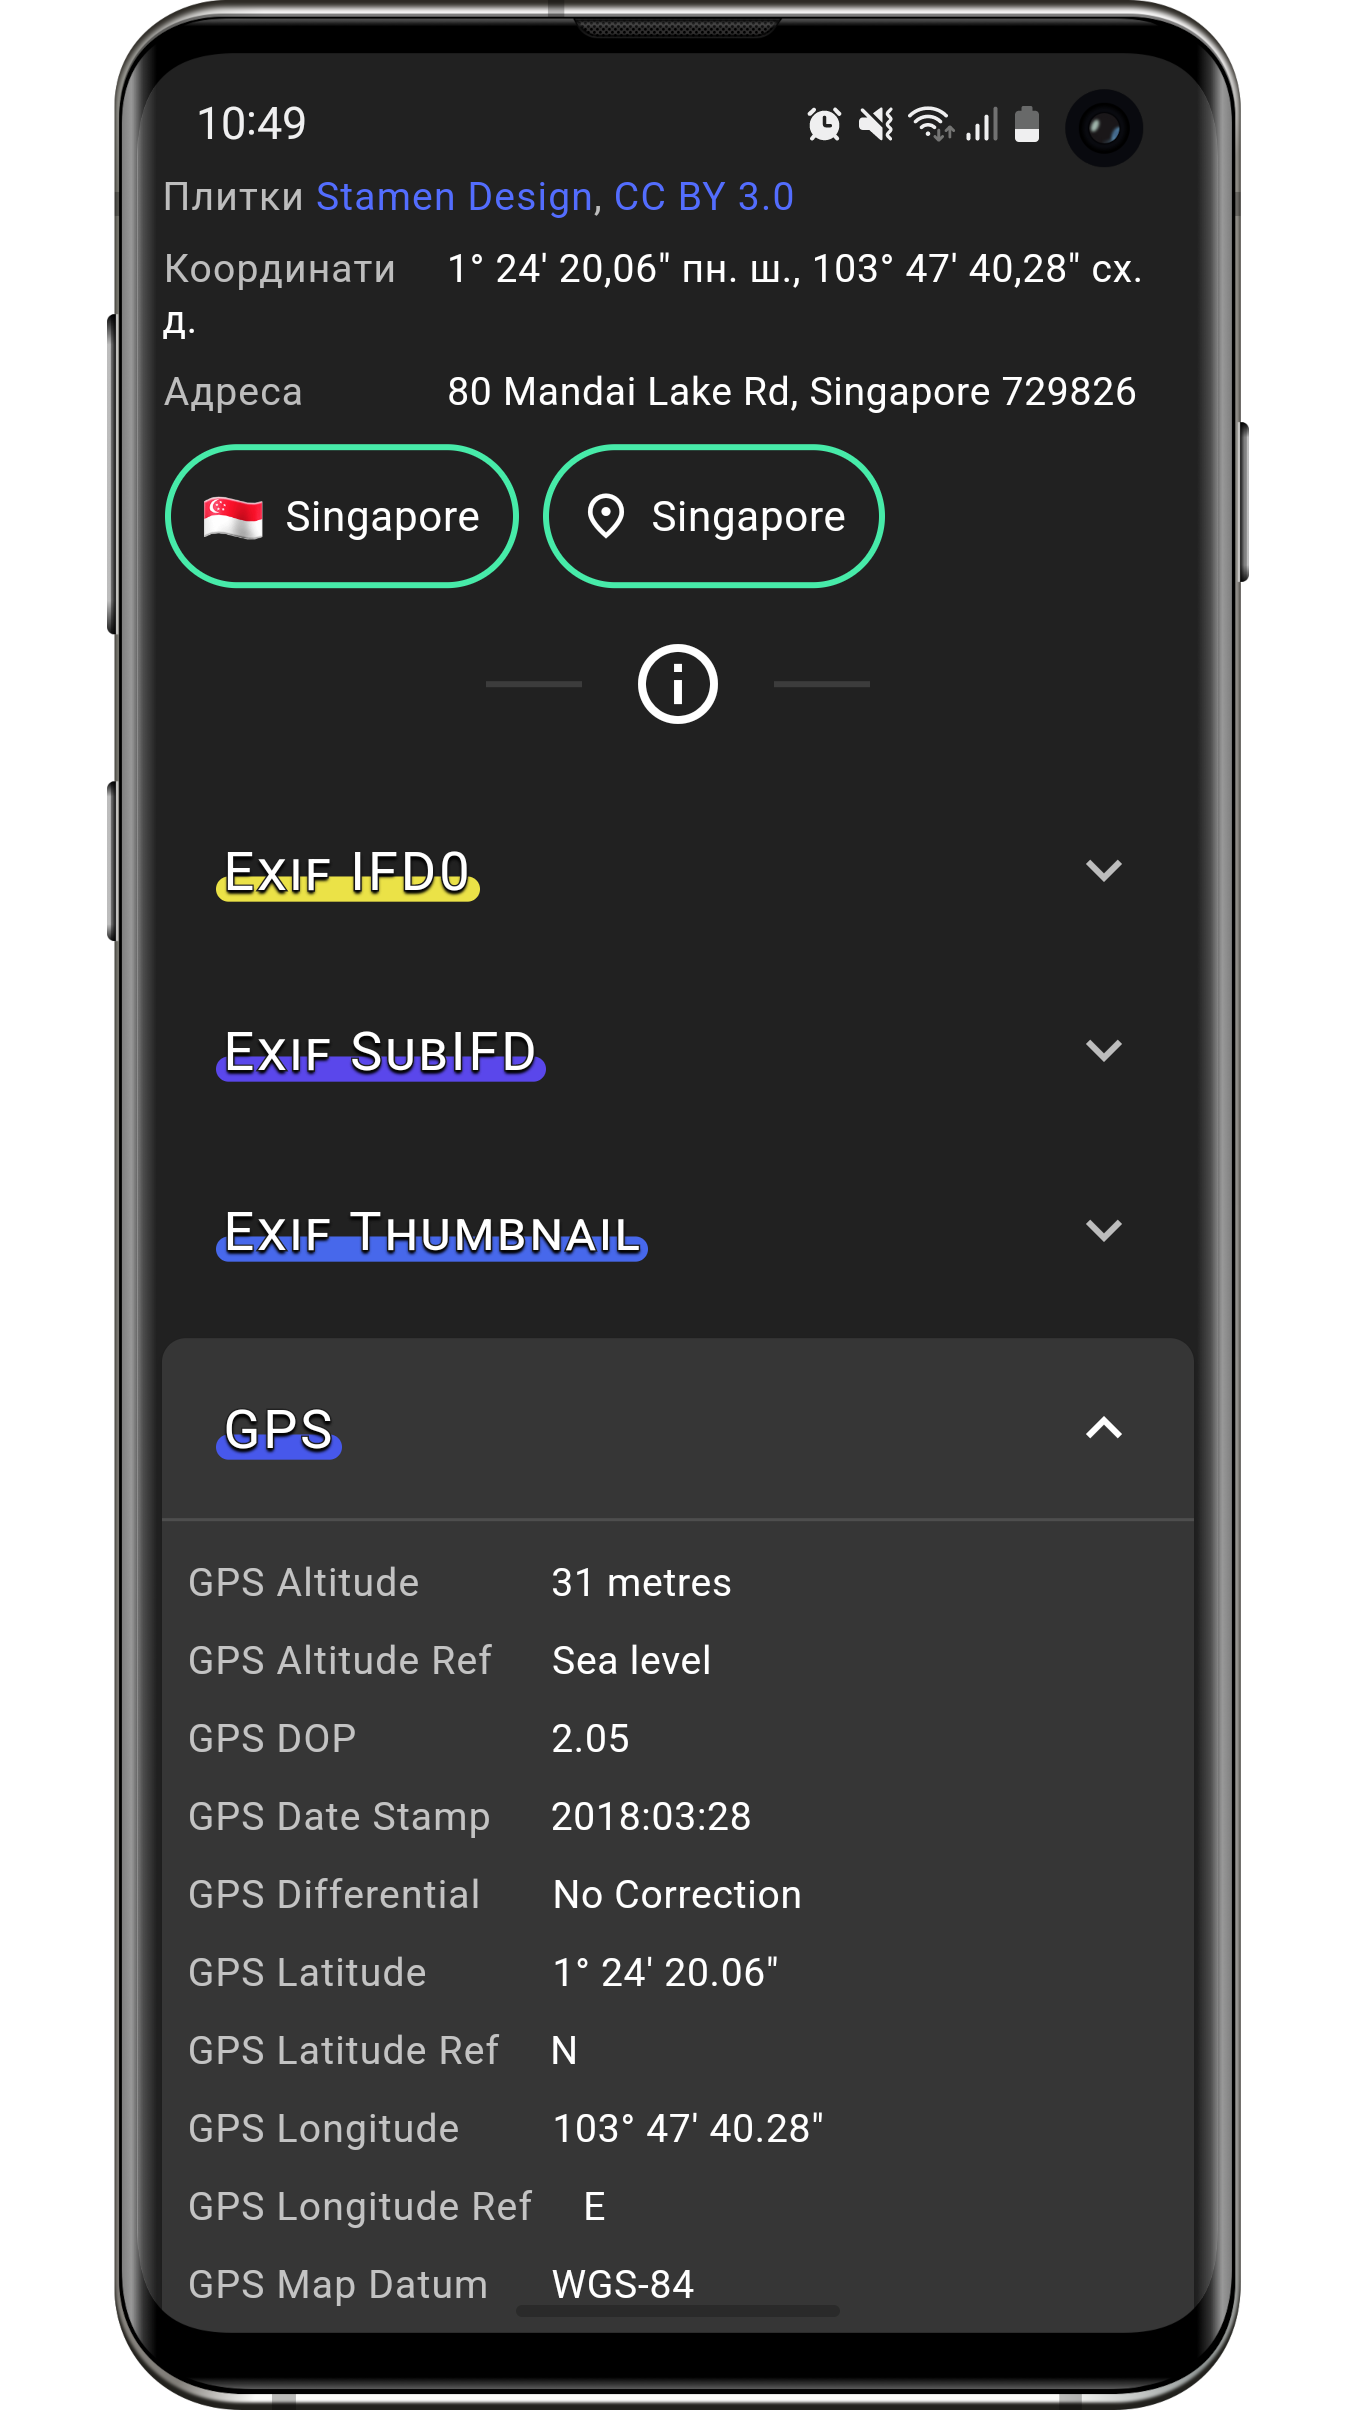 10:49
Плитки Stamen Design, CC BY 3.0
Координати 1° 24' 20,06" пн. ш., 103° 47' 40,28" сх.
д.
Адреса 80 Mandai Lake Rd, Singapore 729826
Singapore Singapore
Exif IFD0
Exif SubIFD
Exif Thumbnail
GPS
GPS Altitude 31 metres
GPS Altitude Ref Sea level
GPS DOP 2.05
GPS Date Stamp 2018:03:28
GPS Differential No Correction
GPS Latitude 1° 24' 20.06"
GPS Latitude Ref N
GPS Longitude 103° 47' 40.28"
GPS Longitude Ref E
GPS Map Datum WGS-84